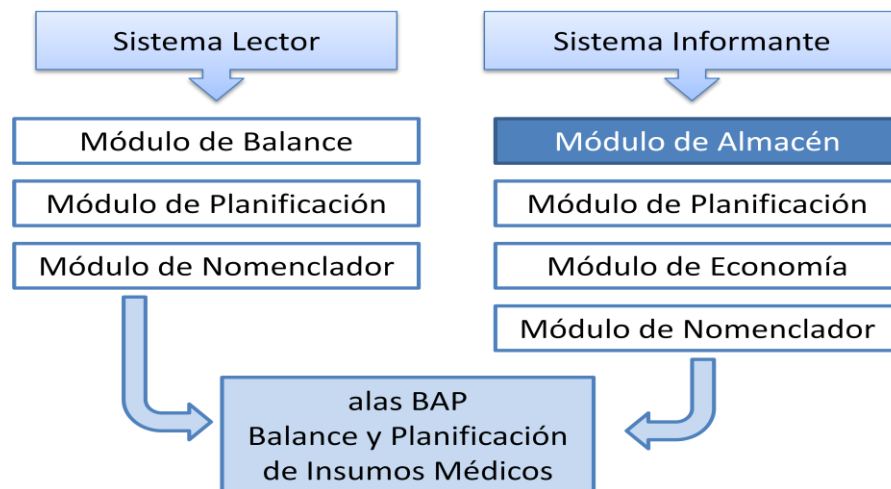 Sistema Lector
Módulo de Balance
Módulo de Planificación
Módulo de Nomenclador
Sistema Informante
Módulo de Almacén
Módulo de Planificación
Módulo de Economía
Módulo de Nomenclador
alas BAP
Balance y Planificación
de Insumos Médicos